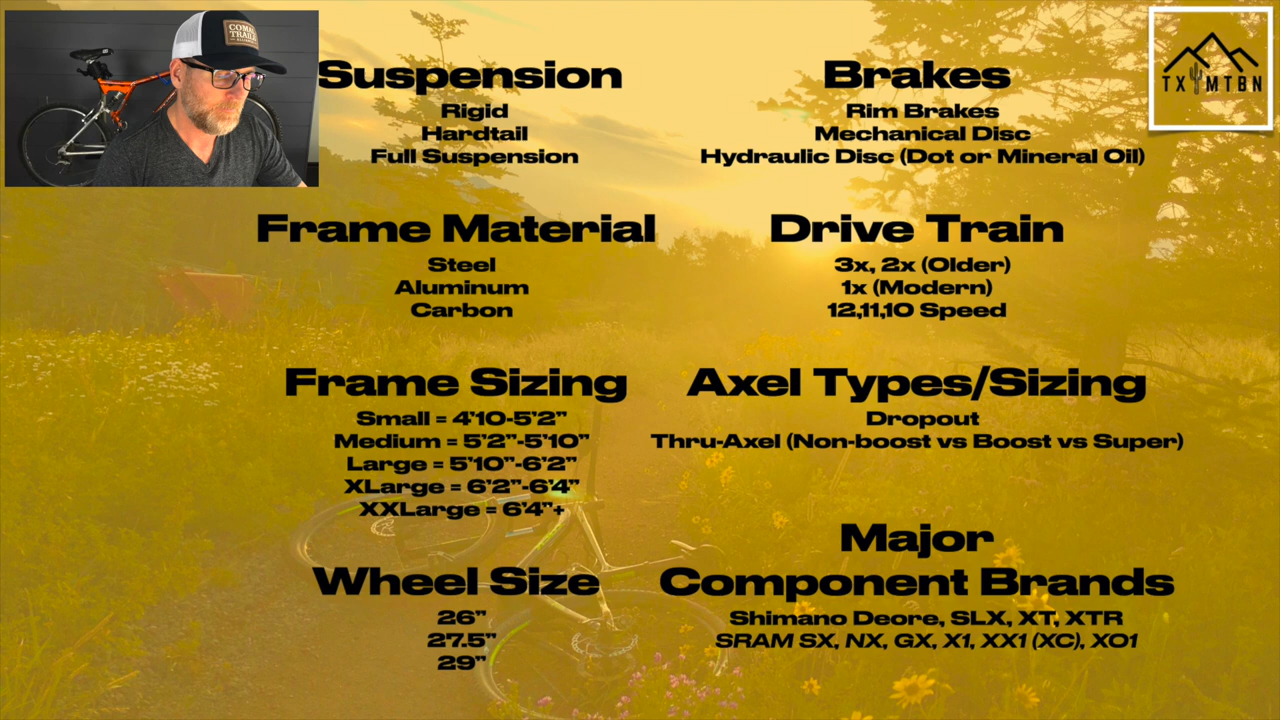 COMAL
TRAILS
TX MTBN
Suspension
Rigid
Hardtail
Full Suspension
Frame Material
Steel
Aluminum
Carbon
Frame Sizing
Small = 4'10-5'2"
Medium = 5'2"-5'10"
Large = 5'10"-6'2"
XLarge = 6'2"-6'4"
XXLarge = 6'4"+
Wheel Size
26"
27.5"
29"
Brakes
Rim Brakes
Mechanical Disc
Hydraulic Disc (Dot or Mineral Oil)
Drive Train
3x, 2x (Older)
1x (Modern)
12,11,10 Speed
Axel Types/Sizing
Dropout
Thru-Axel (Non-boost vs Boost vs Super)
Major
Component Brands
Shimano Deore, SLX, XT, XTR
SRAM SX, NX, GX, X1, XX1 (XC), XO1